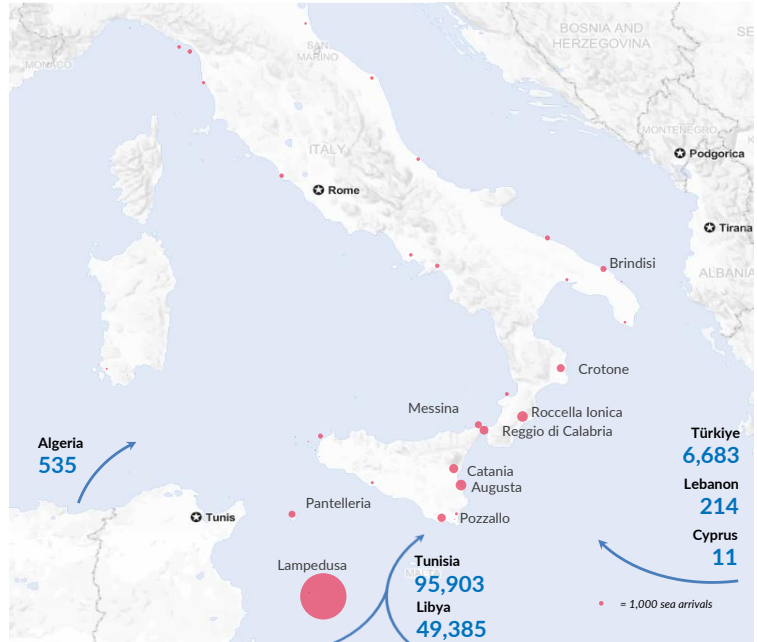 BOSNIA AND
HERZEGOVINA
SE
SAN
MARINO
MONACO
MONTENEGRO
ITALY
Podgorica
Rome
Tirana
Brindisi
ALBANIA
Crotone
Messina
Roccella Ionica
Reggio di Calabria
Algeria
535
Türkiye
6,683
Catania
Augusta
Lebanon
214
Pantelleria
Tunis
Pozzallo
Cyprus
11
Lampedusa
Tunisia
95,903
Libya
49,385
= 1,000 sea arrivals